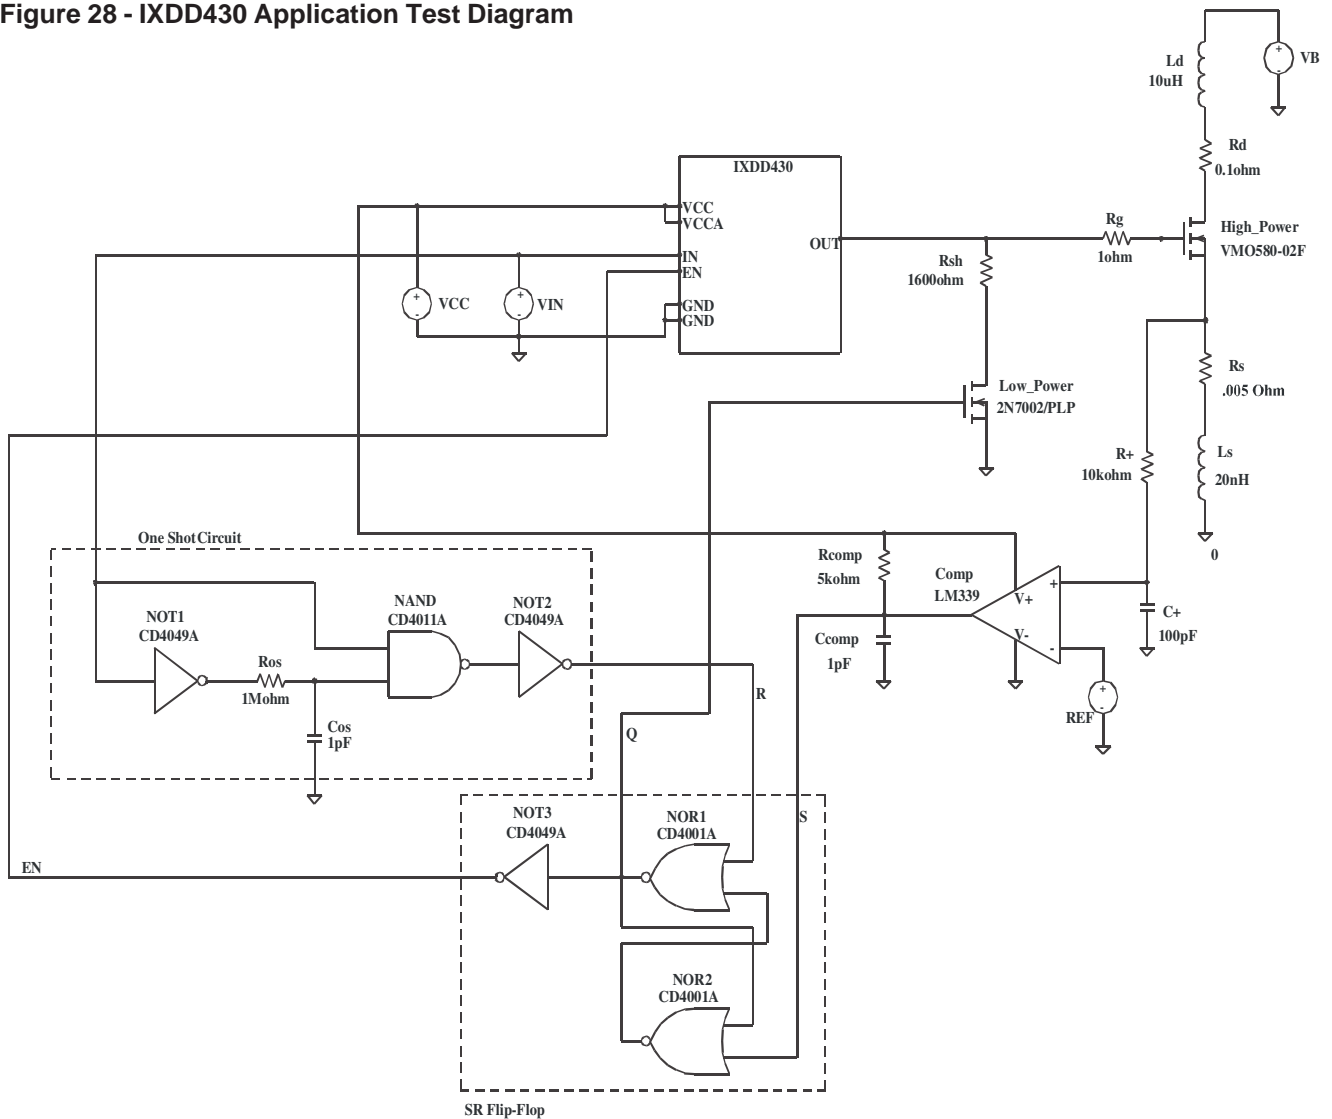 Figure 28 - IXDD430 Application Test Diagram
Ld
10uH
+
-
VB
Rd
0.1ohm
IXDD430
VCC
VCCA
IN
EN
GND
GND
OUT
+
-
VCC
+
-
VIN
Rg
1ohm
High_Power
VMO580-02F
Rsh
1600ohm
Low_Power
2N7002/PLP
Rs
.005 Ohm
R+
10kohm
Ls
20nH
0
One Shot Circuit
NOT1
CD4049A
Ros
1Mohm
Cos
1pF
NAND
CD4011A
NOT2
CD4049A
Rcomp
5kohm
Ccomp
1pF
Comp
LM339
V+
V-
+
-
C+
100pF
+
-
REF
R
Q
S
EN
NOT3
CD4049A
NOR1
CD4001A
NOR2
CD4001A
SR Flip-Flop